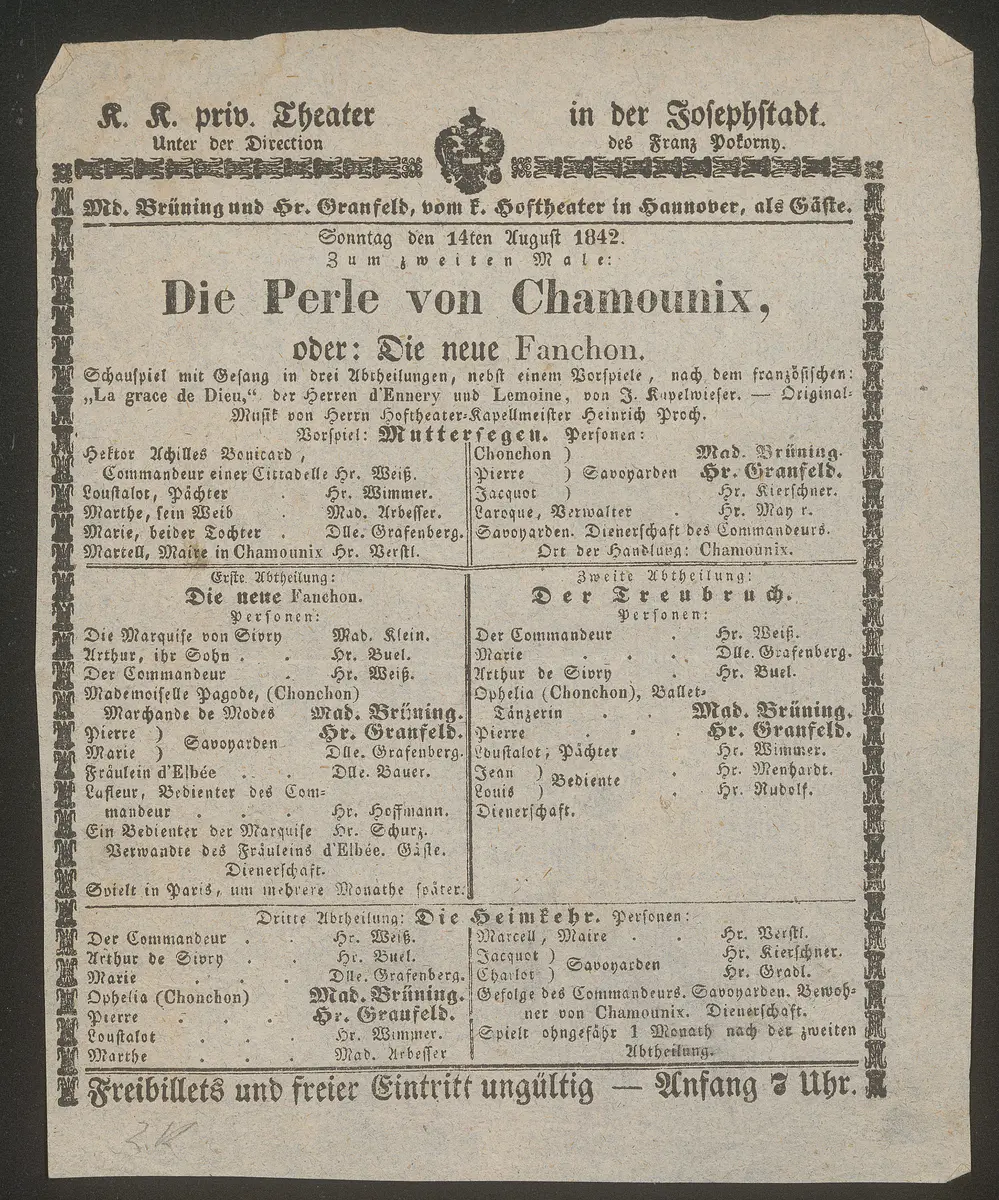 K. K. priv. Theater in der Josephstadt.
Unter der Direction des Franz Pokorny.
Md. Brüning und Hr. Granfeld, vom k. Hoftheater in Hannover, als Gäste.
Sonntag den 14ten August 1842.
Zum zweiten Male:
Die Perle von Chamounix,
oder: Die neue Fanchon.
Schauspiel mit Gesang in drei Abtheilungen, nebst einem Vorspiele, nach dem französischen:
„La grace de Dieu,“ der Herren d'Ennery und Lemoine, von J. Kupelwieser. — Original-
Musik von Herrn Hoftheater-Kapellmeister Heinrich Proch.
Vorspiel: Muttersegen. Personen:
Hektor Achilles Bonicard,
Commandeur einer Cittadelle Hr. Weiß.
Loustalot, Pächter . Hr. Wimmer.
Marthe, sein Weib . Mad. Arbesser.
Marie, beider Tochter . Dlle. Grafenberg.
Martell, Maire in Chamounix Hr. Verstl.
Chonchon ) Mad. Brüning.
Pierre ) Savoyarden Hr. Granfeld.
Jacquot ) Hr. Kierschner.
Laroque, Verwalter . Hr. Mayr.
Savoyarden. Dienerschaft des Commandeurs.
Ort der Handlung: Chamounix.
Erste Abtheilung:
Die neue Fanchon.
Personen:
Die Marquise von Sivry Mad. Klein.
Arthur, ihr Sohn . . Hr. Buel.
Der Commandeur . Hr. Weiß.
Mademoiselle Pagode, (Chonchon)
Marchande de Modes Mad. Brüning.
Pierre ) Savoyarden Hr. Granfeld.
Marie ) Dlle. Grafenberg.
Fräulein d'Elbée . . Dlle. Bauer.
Lafleur, Bedienter des Com-
mandeur . . . Hr. Hoffmann.
Ein Bedienter der Marquise Hr. Schurz.
Verwandte des Fräuleins d'Elbée. Gäste.
Dienerschaft.
Spielt in Paris, um mehrere Monathe später.
Zweite Abtheilung:
Der Treubruch.
Personen:
Der Commandeur . Hr. Weiß.
Marie . . . Dlle. Grafenberg.
Arthur de Sivry . Hr. Buel.
Ophelia (Chonchon), Ballet-
Tänzerin . . Mad. Brüning.
Pierre . . . Hr. Granfeld.
Loustalot, Pächter Hr. Wimmer.
Jean ) Bediente . Hr. Menhardt.
Louis ) . Hr. Rudolf.
Dienerschaft.
Dritte Abtheilung: Die Heimkehr. Personen:
Der Commandeur . . Hr. Weiß.
Arthur de Sivry . . Hr. Buel.
Marie . . . Dlle. Grafenberg.
Ophelia (Chonchon) Mad. Brüning.
Pierre . . . Hr. Graufeld.
Loustalot . . . Hr. Wimmer.
Marthe . . . Mad. Arbesser
Marcell, Maire . . Hr. Verstl.
Jacquot ) Savoyarden Hr. Kierschner.
Charlot ) Hr. Gradl.
Gefolge des Commandeurs. Savoyarden. Bewoh-
ner von Chamounix. Dienerschaft.
Spielt ohngefähr 1 Monath nach der zweiten
Abtheilung.
Freibillets und freier Eintritt ungültig — Anfang 7 Uhr.